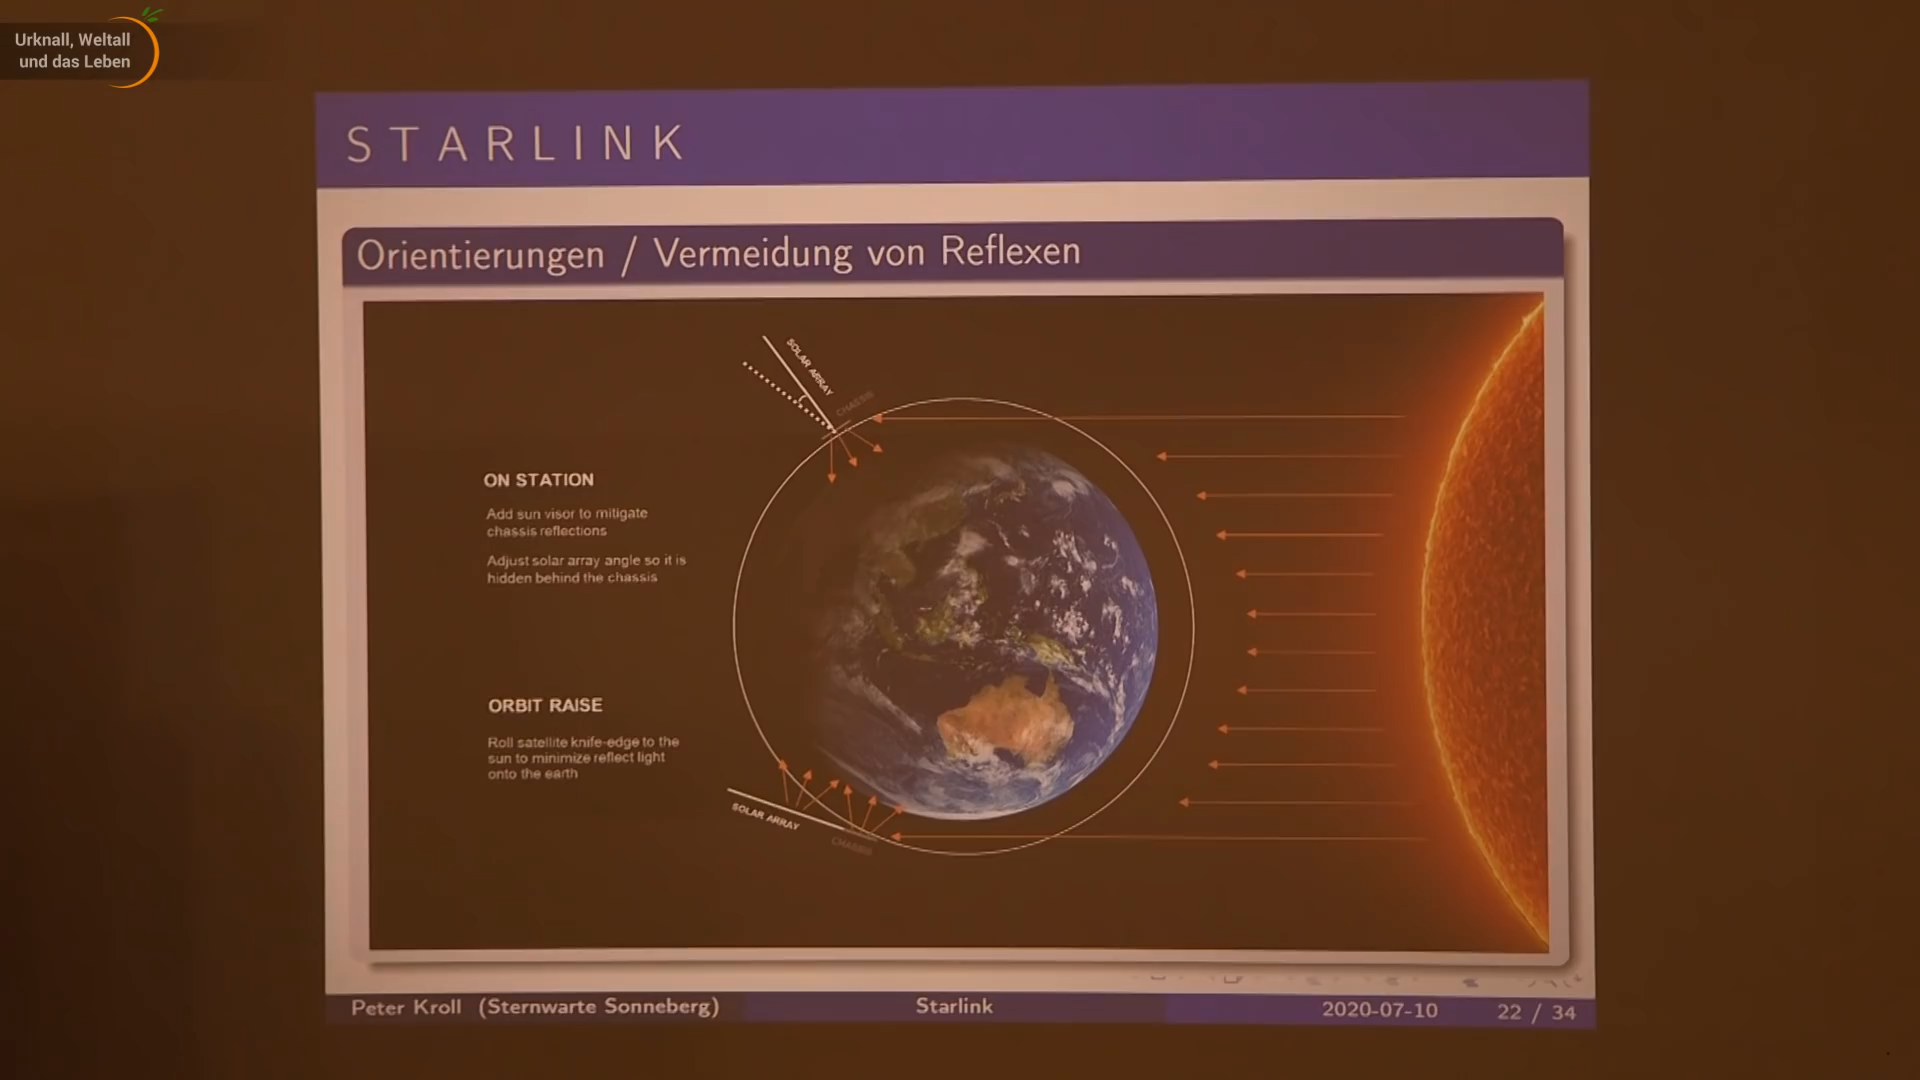 Urknall, Weltall
und das Leben
STARLINK
Orientierungen / Vermeidung von Reflexen
SOLAR ARRAY
CHASSIS
ON STATION
Add sun visor to mitigate
chassis reflections
Adjust solar array angle so it is
hidden behind the chassis
ORBIT RAISE
Roll satellite knife-edge to the
sun to minimize reflect light
onto the earth
SOLAR ARRAY
CHASSIS
Peter Kroll (Sternwarte Sonneberg)
Starlink
2020-07-10
22 / 34